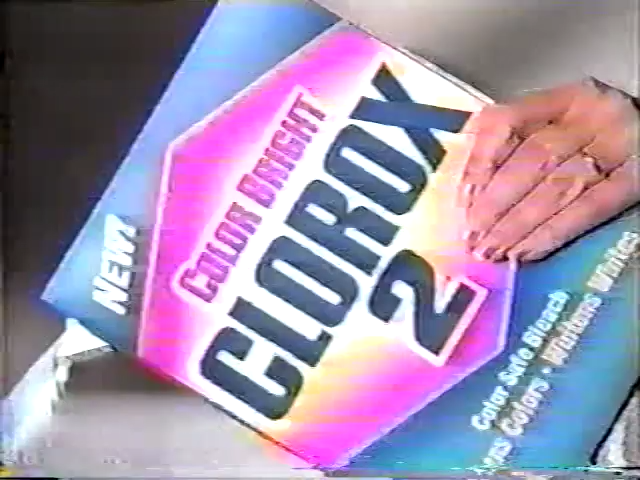 NEW!
COLOR BRIGHT
CLOROX
2
Color Safe Bleach
Colors • Whitens Whites